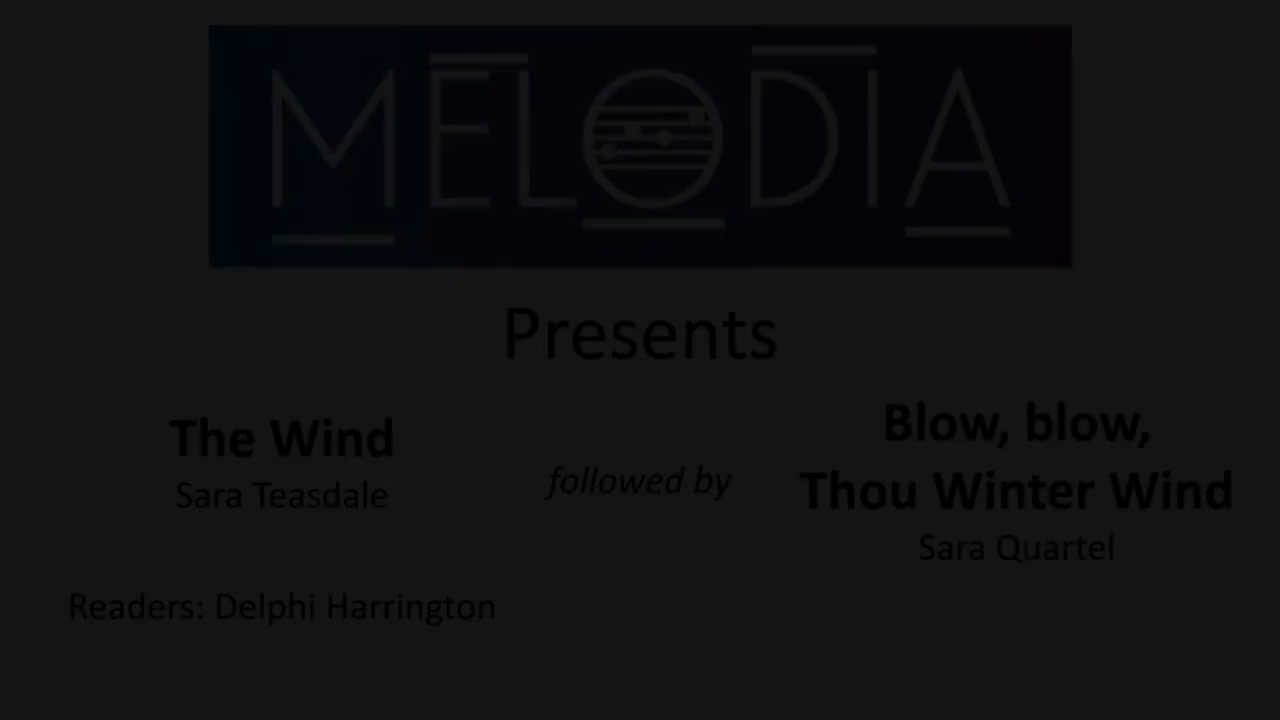 MELODIA
Presents
The Wind
Sara Teasdale
followed by
Blow, blow,
Thou Winter Wind
Sara Quartel
Readers: Delphi Harrington